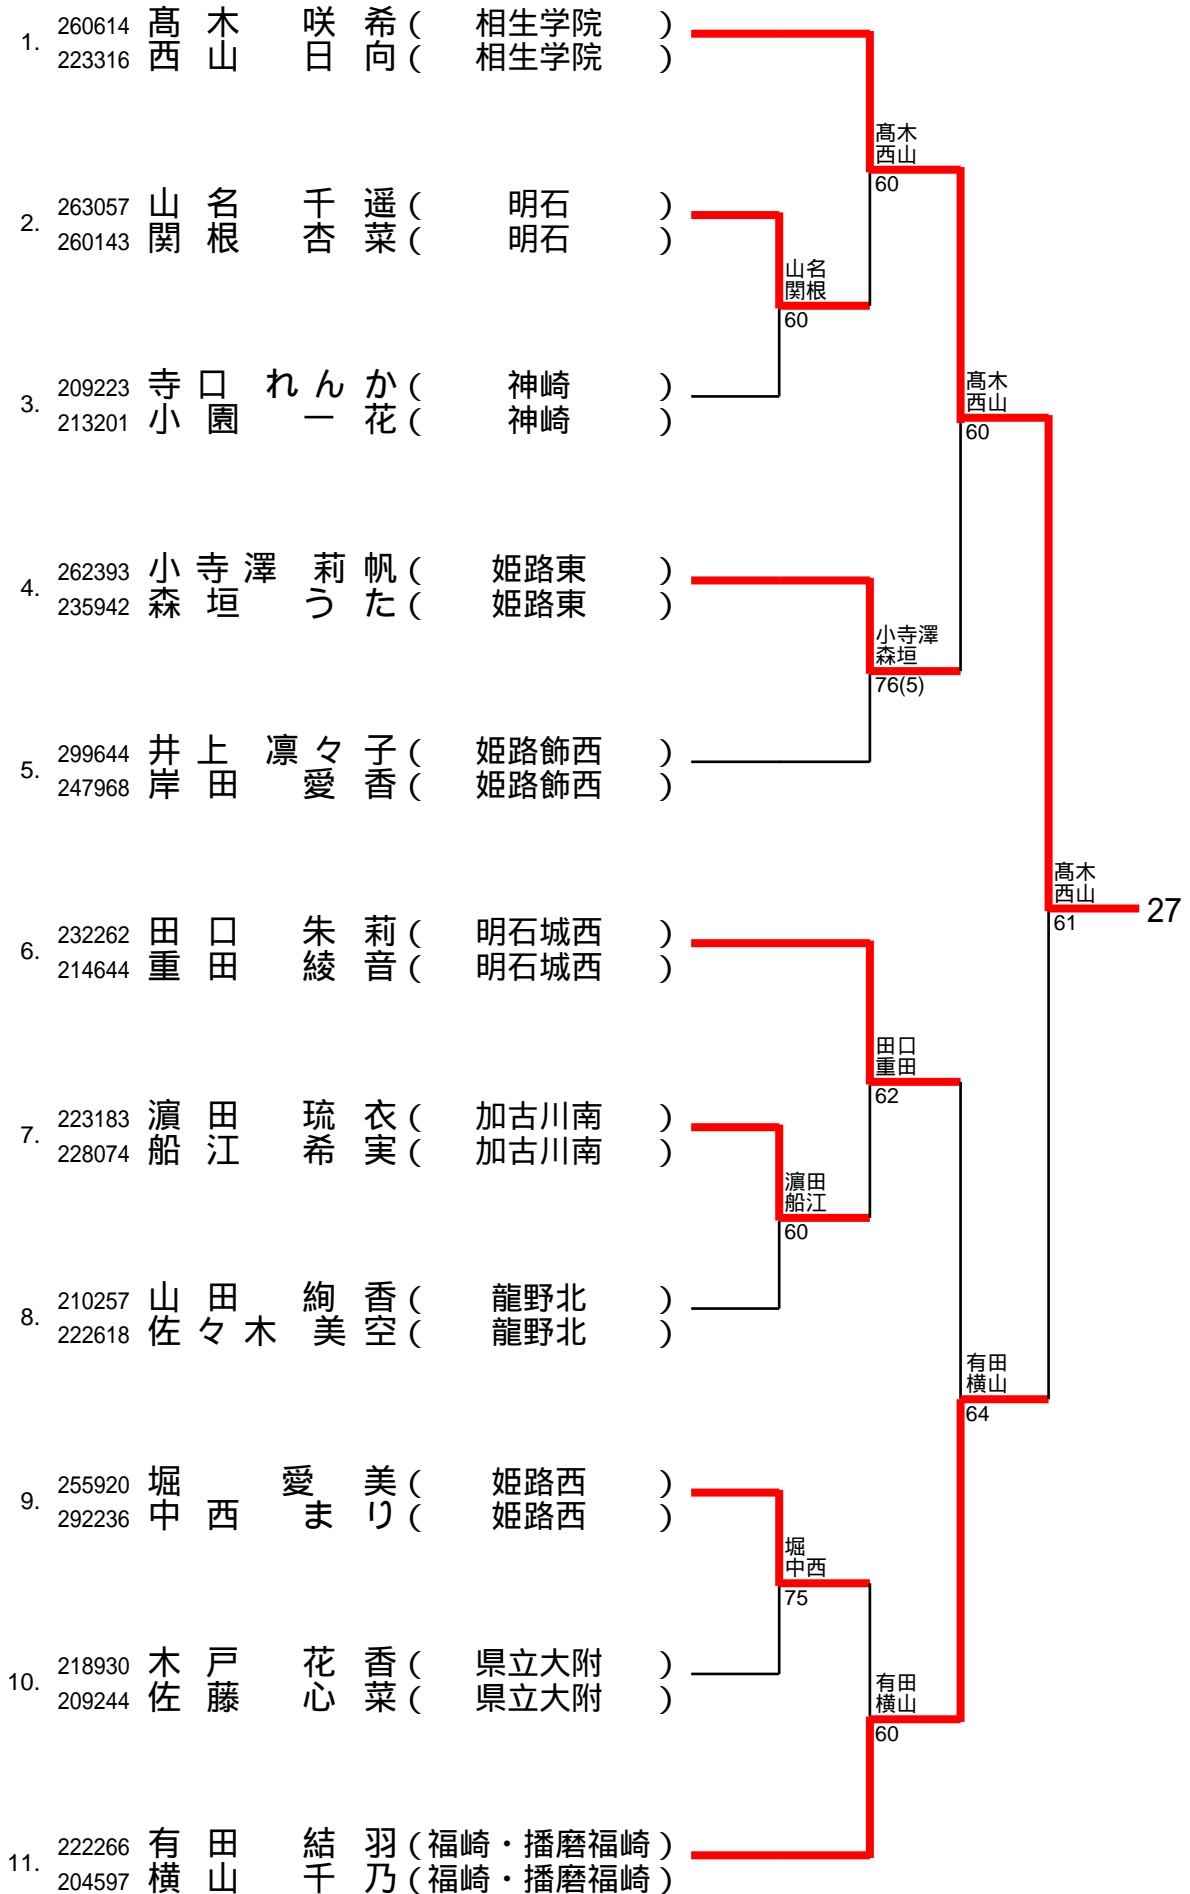 1. 260614 髙木 咲希 ( 相生学院 )
223316 西山 日向 ( 相生学院 )
髙木
西山
60
2. 263057 山名 千遥 ( 明石 )
260143 関根 杏菜 ( 明石 )
山名
関根
60
3. 209223 寺口 れんか ( 神崎 )
213201 小園 一花 ( 神崎 )
髙木
西山
60
4. 262393 小寺澤 莉帆 ( 姫路東 )
235942 森垣 うた ( 姫路東 )
小寺澤
森垣
76(5)
5. 299644 井上 凛々子 ( 姫路飾西 )
247968 岸田 愛香 ( 姫路飾西 )
髙木
西山
61
27
6. 232262 田口 朱莉 ( 明石城西 )
214644 重田 綾音 ( 明石城西 )
田口
重田
62
7. 223183 濵田 琉衣 ( 加古川南 )
228074 船江 希実 ( 加古川南 )
濵田
船江
60
8. 210257 山田 絢香 ( 龍野北 )
222618 佐々木 美空 ( 龍野北 )
有田
横山
64
9. 255920 堀 愛美 ( 姫路西 )
292236 中西 まり ( 姫路西 )
堀
中西
75
10. 218930 木戸 花香 ( 県立大附 )
209244 佐藤 心菜 ( 県立大附 )
有田
横山
60
11. 222266 有田 結羽 (福崎・播磨福崎)
204597 横山 千乃 (福崎・播磨福崎)